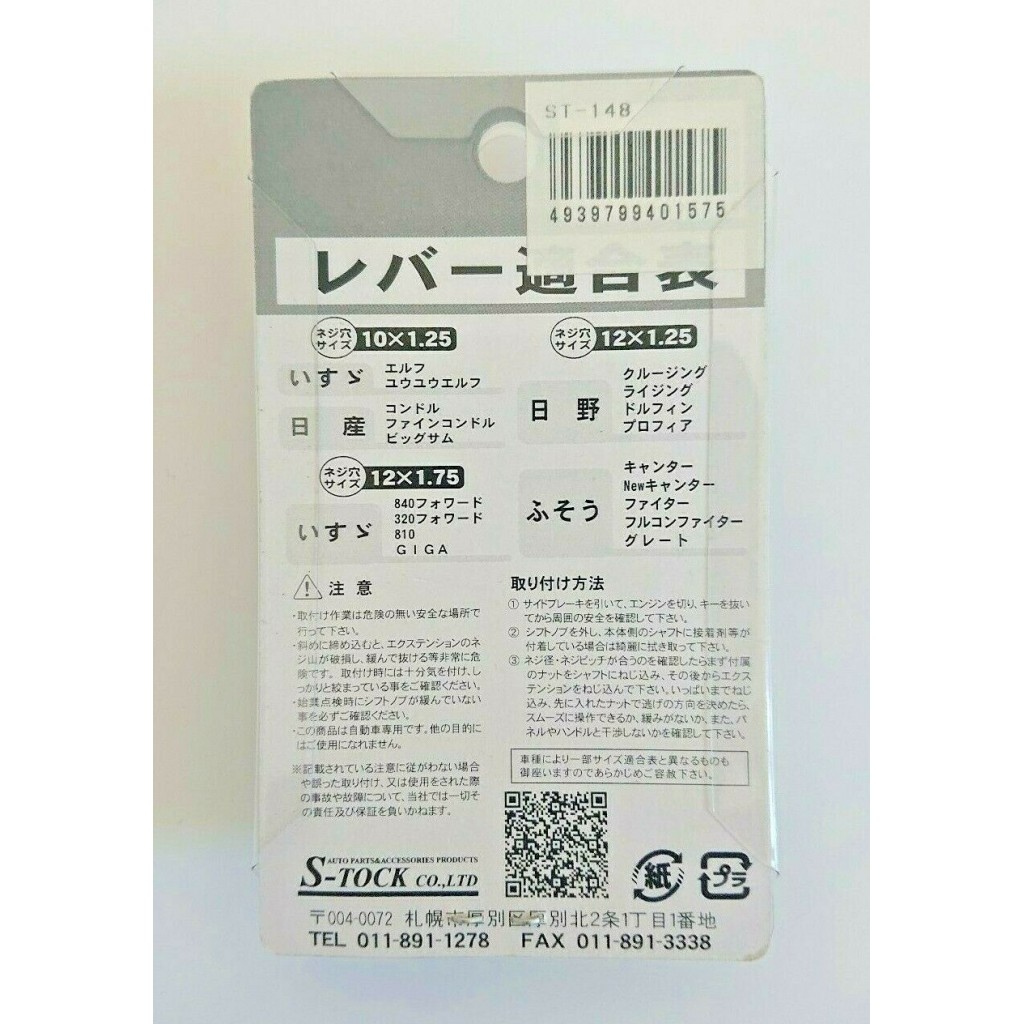 ST-148
4939799401575
レバー適合表
ネジ穴
サイズ 10×1.25
いすゞ
エルフ
ユウユウエルフ
日 産
コンドル
ファインコンドル
ビッグサム
ネジ穴
サイズ 12×1.75
いすゞ
840フォワード
320フォワード
810
GIGA
ネジ穴
サイズ 12×1.25
日 野
クルージング
ライジング
ドルフィン
プロフィア
ふそう
キャンター
Newキャンター
ファイター
フルコンファイター
グレート
注 意
・取付け作業は危険の無い安全な場所で
行って下さい。
・斜めに締め込むと、エクステンションのネ
ジ山が破損し、緩んで抜ける等非常に危
険です。取付け時には十分気を付け、し
っかりと絞まっている事をご確認ください。
・始業点検時にシフトノブが緩んでいない
事を必ずご確認ください。
・この商品は自動車専用です。他の目的に
はご使用になれません。
※記載されている注意に従がわない場合
や誤った取り付け、又は使用をされた際
の事故や故障について、当社では一切そ
の責任及び保証を負いかねます。
取り付け方法
① サイドブレーキを引いて、エンジンを切り、キーを抜い
てから周囲の安全を確認して下さい。
② シフトノブを外し、本体側のシャフトに接着剤等が
付着している場合は綺麗に拭き取って下さい。
③ ネジ径・ネジピッチが合うのを確認したらまず付属
のナットをシャフトにねじ込み、その後からエクス
テンションをねじ込んで下さい。いっぱいまでねじ
込み、先に入れたナットで逃げの方向を決めたら、
スムーズに操作できるか、緩みがないか、また、パ
ネルやハンドルと干渉しないかを確認して下さい。
車種により一部サイズ適合表と異なるものも
御座いますのであらかじめご容赦下さい。
AUTO PARTS&ACCESSORIES PRODUCTS
S-TOCK CO.,LTD
紙
プラ
〒004-0072 札幌市厚別区厚別北2条1丁目1番地
TEL 011-891-1278 FAX 011-891-3338